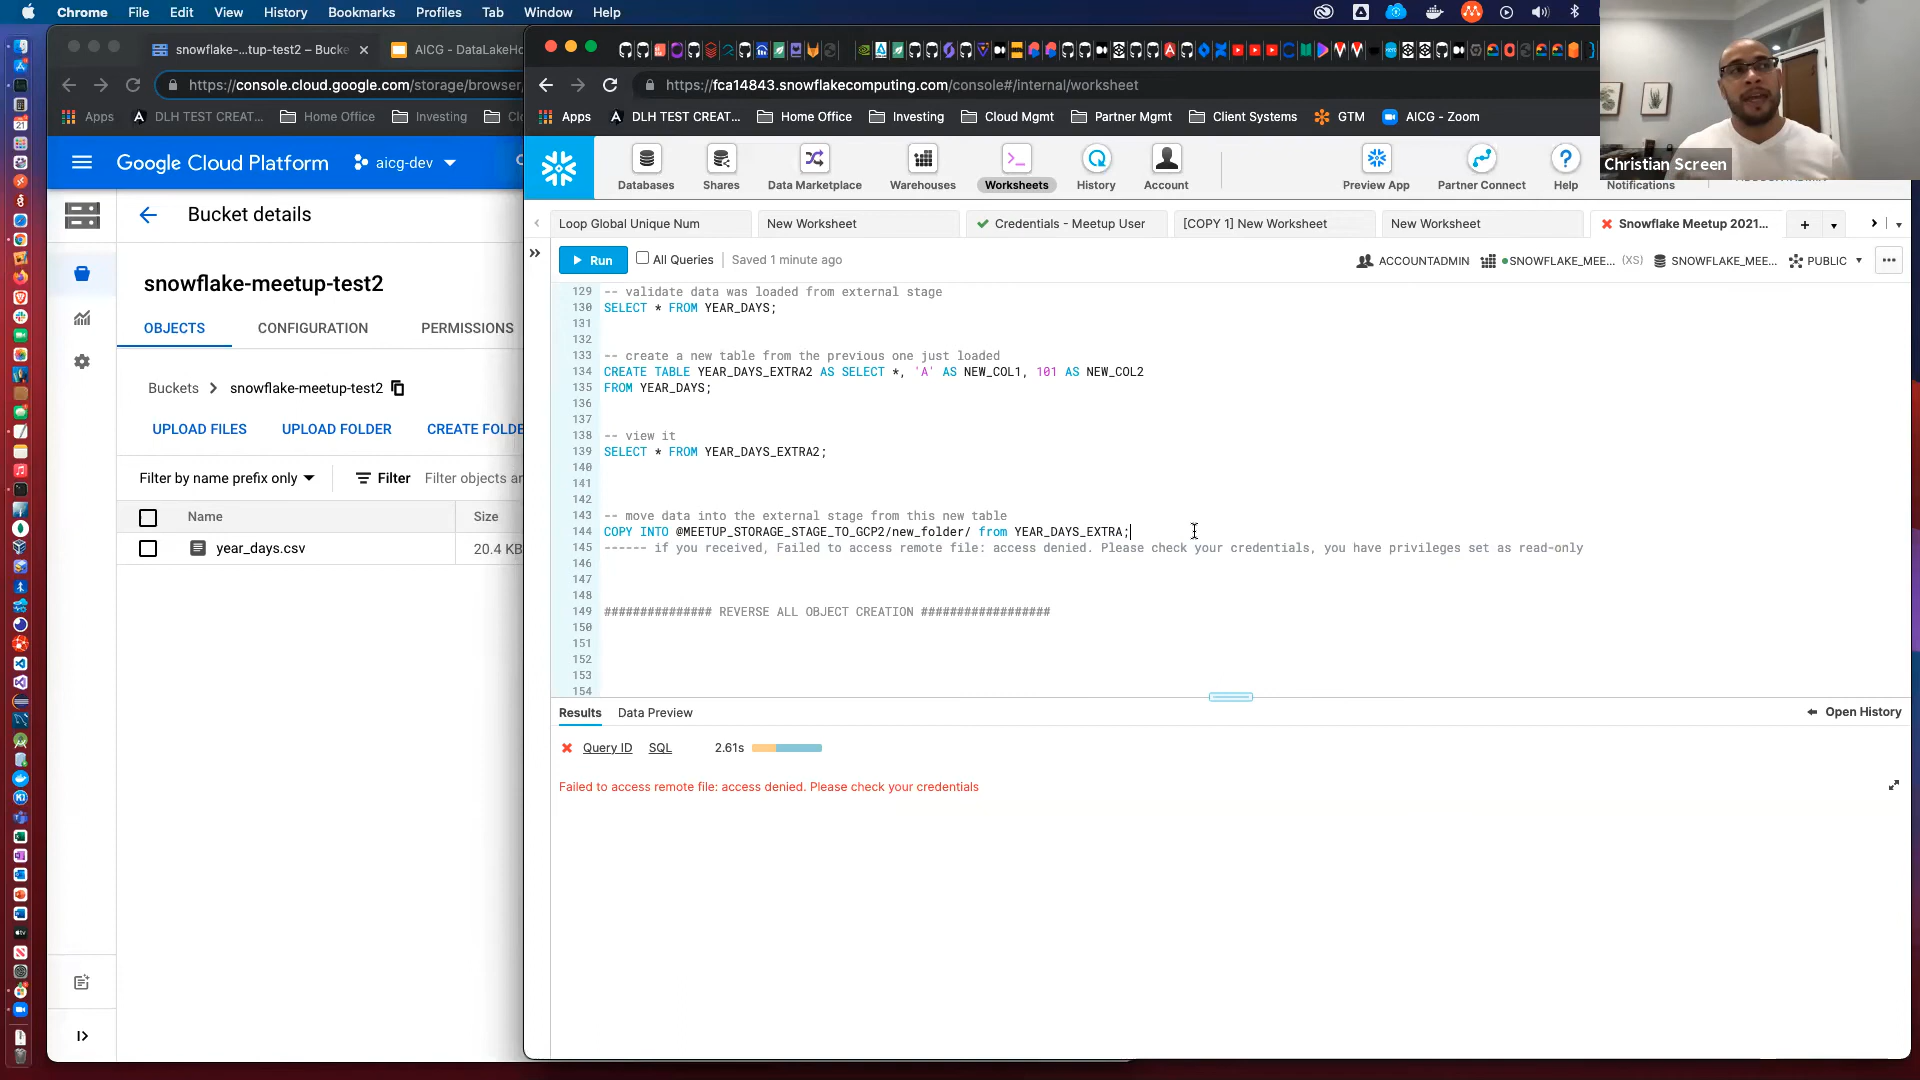 Chrome File Edit View History Bookmarks Profiles Tab Window Help
snowflake-...tup-test2 – Bucke
AICG - DataLakeHo
https://console.cloud.google.com/storage/browser/
Apps DLH TEST CREAT... Home Office Investing
Google Cloud Platform aicg-dev
Bucket details
snowflake-meetup-test2
OBJECTS CONFIGURATION PERMISSIONS
Buckets > snowflake-meetup-test2
UPLOAD FILES UPLOAD FOLDER CREATE FOLDE
Filter by name prefix only Filter Filter objects an
Name Size
year_days.csv 20.4 KB
https://fca14843.snowflakecomputing.com/console#/internal/worksheet
Apps DLH TEST CREAT... Home Office Investing Cloud Mgmt Partner Mgmt Client Systems GTM AICG - Zoom
Databases Shares Data Marketplace Warehouses Worksheets History Account Preview App Partner Connect Help Notifications
Christian Screen
Loop Global Unique Num New Worksheet Credentials - Meetup User [COPY 1] New Worksheet New Worksheet Snowflake Meetup 2021...
Run All Queries Saved 1 minute ago ACCOUNTADMIN SNOWFLAKE_MEE... (XS) SNOWFLAKE_MEE... PUBLIC
129 -- validate data was loaded from external stage
130 SELECT * FROM YEAR_DAYS;
131
132
133 -- create a new table from the previous one just loaded
134 CREATE TABLE YEAR_DAYS_EXTRA2 AS SELECT *, 'A' AS NEW_COL1, 101 AS NEW_COL2
135 FROM YEAR_DAYS;
136
137
138 -- view it
139 SELECT * FROM YEAR_DAYS_EXTRA2;
140
141
142
143 -- move data into the external stage from this new table
144 COPY INTO @MEETUP_STORAGE_STAGE_TO_GCP2/new_folder/ from YEAR_DAYS_EXTRA;
145 ------ if you received, Failed to access remote file: access denied. Please check your credentials, you have privileges set as read-only
146
147
148
149 ############### REVERSE ALL OBJECT CREATION ##################
150
151
152
153
154
Results Data Preview Open History
Query ID SQL 2.61s
Failed to access remote file: access denied. Please check your credentials